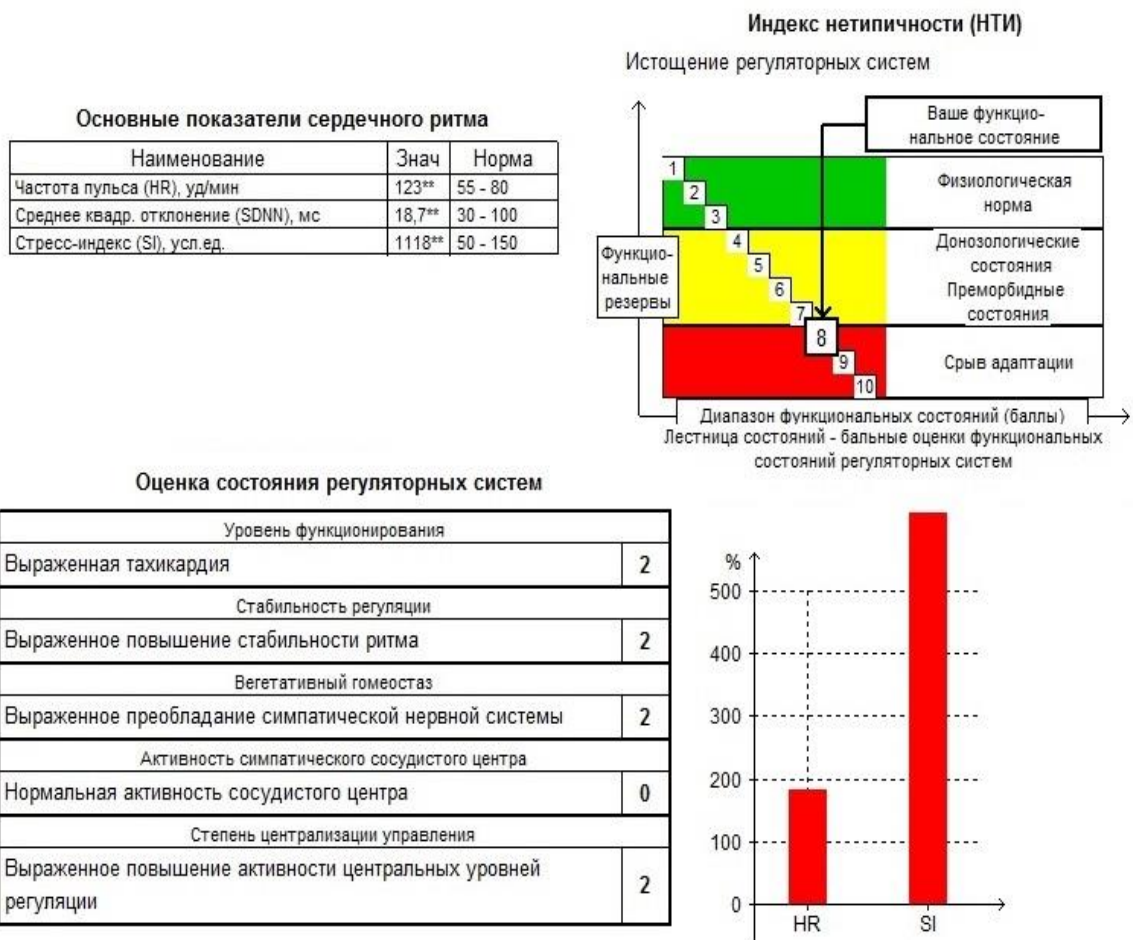 Индекс нетипичности (НТИ)
Истощение регуляторных систем
Основные показатели сердечного ритма
Наименование Знач Норма
Частота пульса (HR), уд/мин 123** 55 - 80
Среднее квадр. отклонение (SDNN), мс 18,7** 30 - 100
Стресс-индекс (SI), усл.ед. 1118** 50 - 150
Ваше функцио-
нальное состояние
1
2
3
4
5
6
7
8
9
10
Физиологическая
норма
Донозологические
состояния
Преморбидные
состояния
Срыв адаптации
Функцио-
нальные
резервы
Диапазон функциональных состояний (баллы)
Лестница состояний - бальные оценки функциональных
состояний регуляторных систем
Оценка состояния регуляторных систем
Уровень функционирования
Выраженная тахикардия 2
Стабильность регуляции
Выраженное повышение стабильности ритма 2
Вегетативный гомеостаз
Выраженное преобладание симпатической нервной системы 2
Активность симпатического сосудистого центра
Нормальная активность сосудистого центра 0
Степень централизации управления
Выраженное повышение активности центральных уровней
регуляции 2
%
500
400
300
200
100
0
HR SI